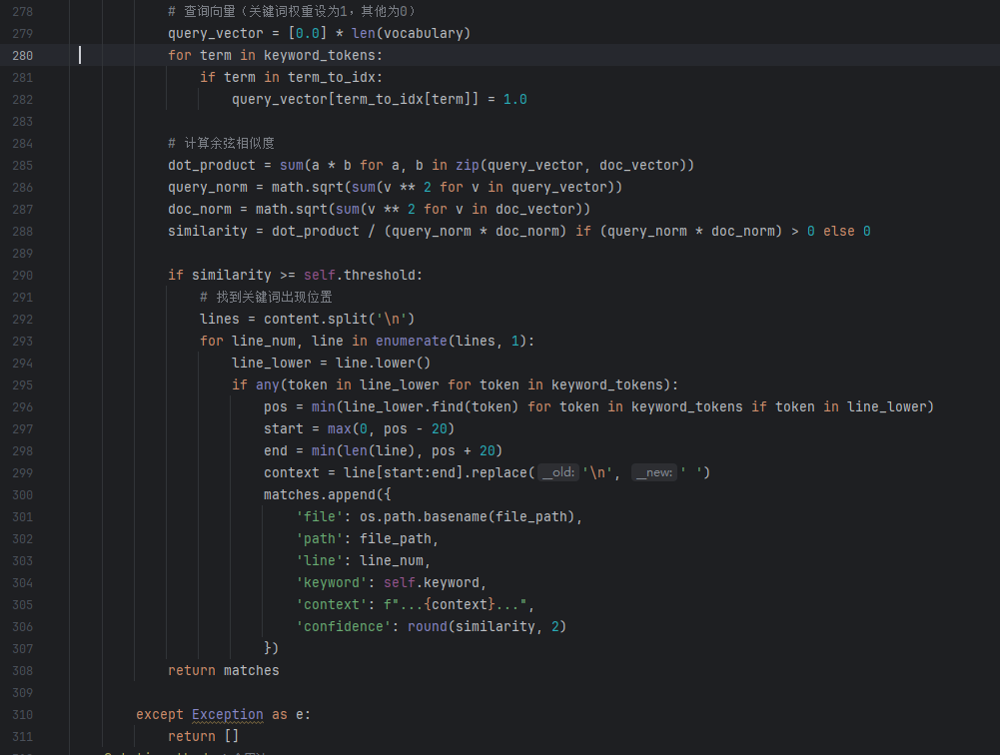 278 # 查询向量（关键词权重设为1，其他为0）
279 query_vector = [0.0] * len(vocabulary)
280 for term in keyword_tokens:
281 if term in term_to_idx:
282 query_vector[term_to_idx[term]] = 1.0
283
284 # 计算余弦相似度
285 dot_product = sum(a * b for a, b in zip(query_vector, doc_vector))
286 query_norm = math.sqrt(sum(v ** 2 for v in query_vector))
287 doc_norm = math.sqrt(sum(v ** 2 for v in doc_vector))
288 similarity = dot_product / (query_norm * doc_norm) if (query_norm * doc_norm) > 0 else 0
289
290 if similarity >= self.threshold:
291 # 找到关键词出现位置
292 lines = content.split('\n')
293 for line_num, line in enumerate(lines, 1):
294 line_lower = line.lower()
295 if any(token in line_lower for token in keyword_tokens):
296 pos = min(line_lower.find(token) for token in keyword_tokens if token in line_lower)
297 start = max(0, pos - 20)
298 end = min(len(line), pos + 20)
299 context = line[start:end].replace( __old: '\n', __new: ' ')
300 matches.append({
301 'file': os.path.basename(file_path),
302 'path': file_path,
303 'line': line_num,
304 'keyword': self.keyword,
305 'context': f"...{context}...",
306 'confidence': round(similarity, 2)
307 })
308 return matches
309
310 except Exception as e:
311 return []